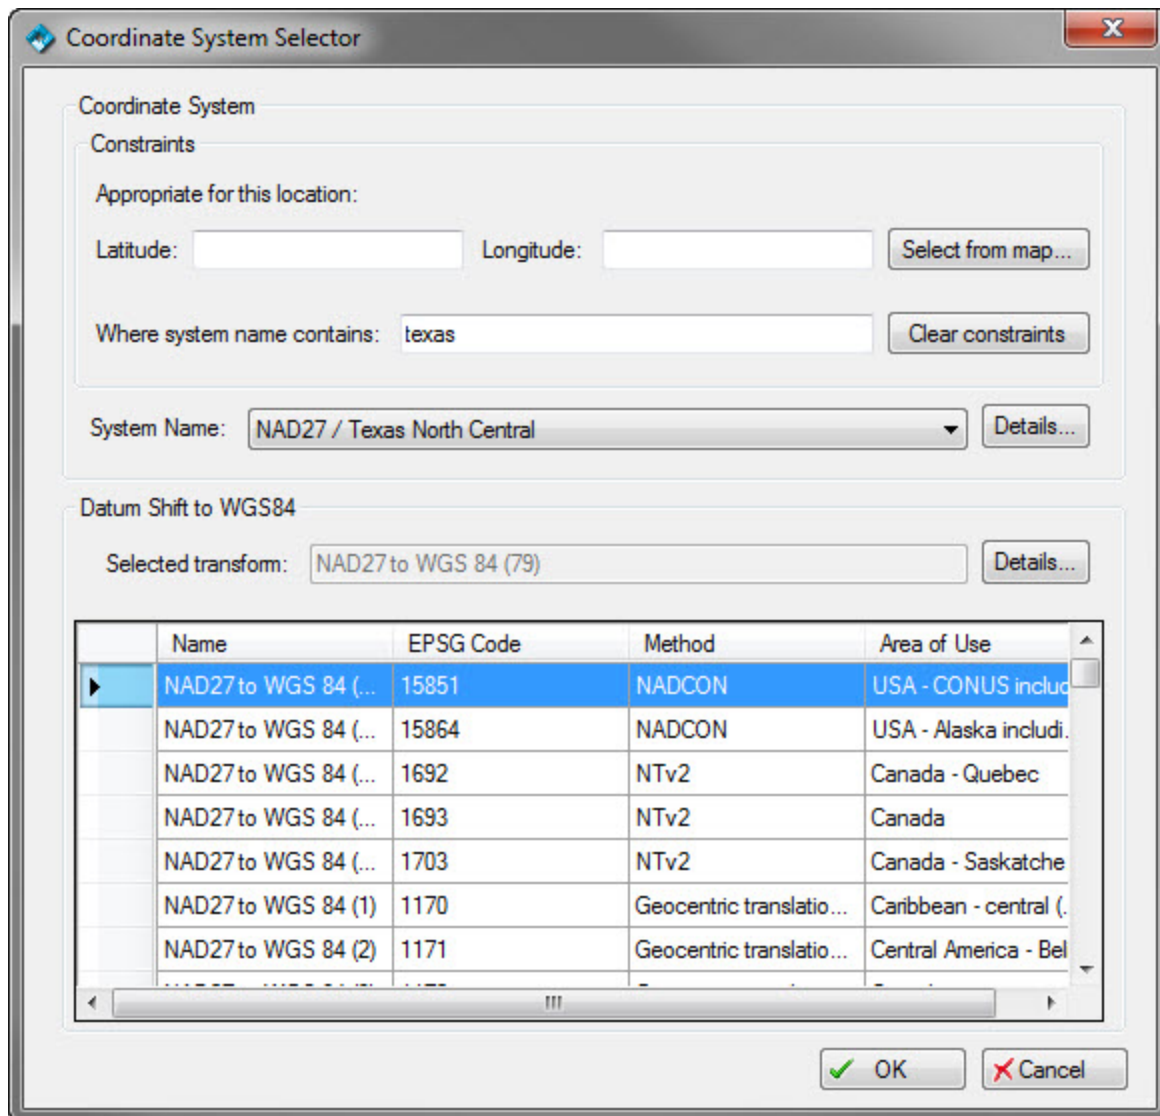 Coordinate System Selector
Coordinate System
Constraints
Appropriate for this location:
Latitude: Longitude: Select from map...
Where system name contains: texas Clear constraints
System Name: NAD27 / Texas North Central Details...
Datum Shift to WGS84
Selected transform: NAD27 to WGS 84 (79) Details...
Name EPSG Code Method Area of Use
NAD27 to WGS 84 (... 15851 NADCON USA - CONUS includ
NAD27 to WGS 84 (... 15864 NADCON USA - Alaska includi.
NAD27 to WGS 84 (... 1692 NTv2 Canada - Quebec
NAD27 to WGS 84 (... 1693 NTv2 Canada
NAD27 to WGS 84 (... 1703 NTv2 Canada - Saskatche
NAD27 to WGS 84 (1) 1170 Geocentric translatio... Caribbean - central (.
NAD27 to WGS 84 (2) 1171 Geocentric translatio... Central America - Bel
OK Cancel